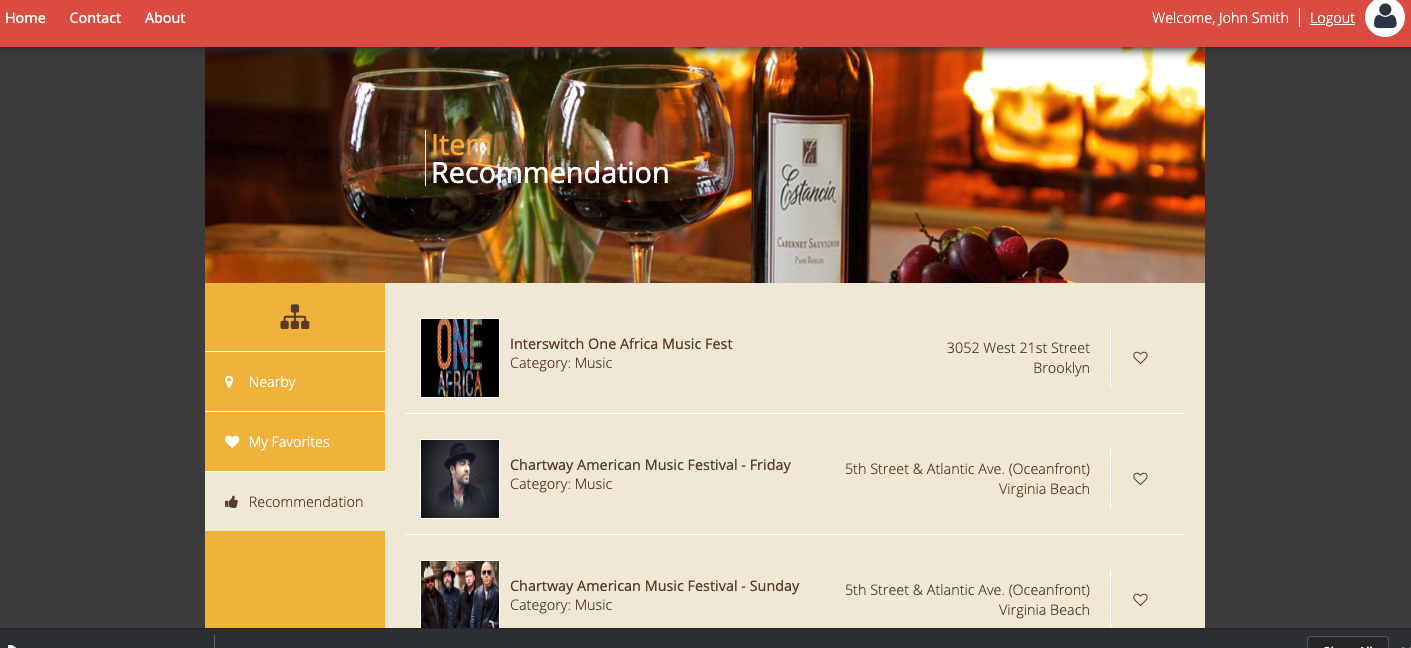 Home Contact About
Welcome, John Smith Logout
Item
Recommendation
Estancia
CABERNET SAUVIGNON
PASO ROBLES
Nearby
My Favorites
Recommendation
ONE
AFRICA
Interswitch One Africa Music Fest
Category: Music
3052 West 21st Street
Brooklyn
Chartway American Music Festival - Friday
Category: Music
5th Street & Atlantic Ave. (Oceanfront)
Virginia Beach
Chartway American Music Festival - Sunday
Category: Music
5th Street & Atlantic Ave. (Oceanfront)
Virginia Beach